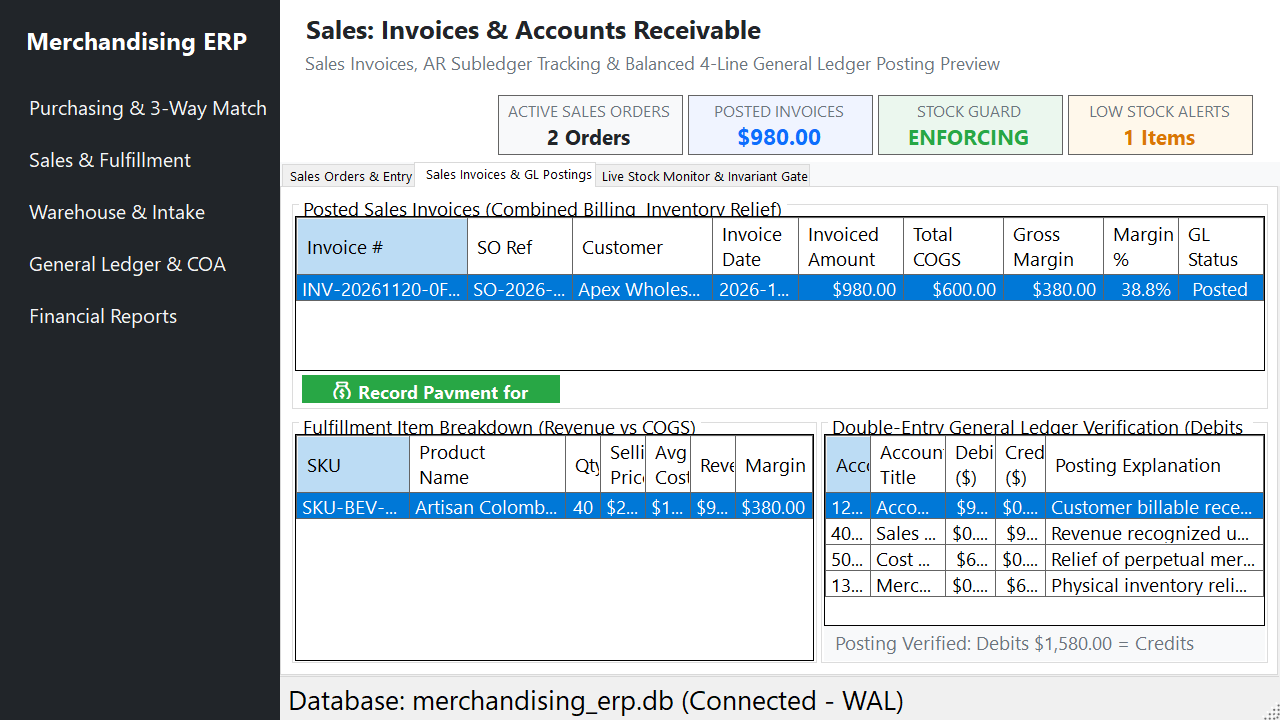 Merchandising ERP
Purchasing & 3-Way Match
Sales & Fulfillment
Warehouse & Intake
General Ledger & COA
Financial Reports
Sales: Invoices & Accounts Receivable
Sales Invoices, AR Subledger Tracking & Balanced 4-Line General Ledger Posting Preview
ACTIVE SALES ORDERS
2 Orders
POSTED INVOICES
$980.00
STOCK GUARD
ENFORCING
LOW STOCK ALERTS
1 Items
Sales Orders & Entry
Sales Invoices & GL Postings
Live Stock Monitor & Invariant Gate
Posted Sales Invoices (Combined Billing Inventory Relief)
Invoice # SO Ref Customer Invoice Date Invoiced Amount Total COGS Gross Margin Margin % GL Status
INV-20261120-0F... SO-2026-... Apex Wholes... 2026-1... $980.00 $600.00 $380.00 38.8% Posted
Record Payment for
Fulfillment Item Breakdown (Revenue vs COGS)
SKU Product Name Qty Selli Pric Avg Cost Reve Margin
SKU-BEV-... Artisan Colomb... 40 $2... $1... $9... $380.00
Double-Entry General Ledger Verification (Debits
Acco Account Title Debi ($) Cred ($) Posting Explanation
12... Acco... $9... $0.... Customer billable rece...
40... Sales ... $0.... $9... Revenue recognized u...
50... Cost ... $6... $0.... Relief of perpetual mer...
13... Merc... $0.... $6... Physical inventory reli...
Posting Verified: Debits $1,580.00 = Credits
Database: merchandising_erp.db (Connected - WAL)